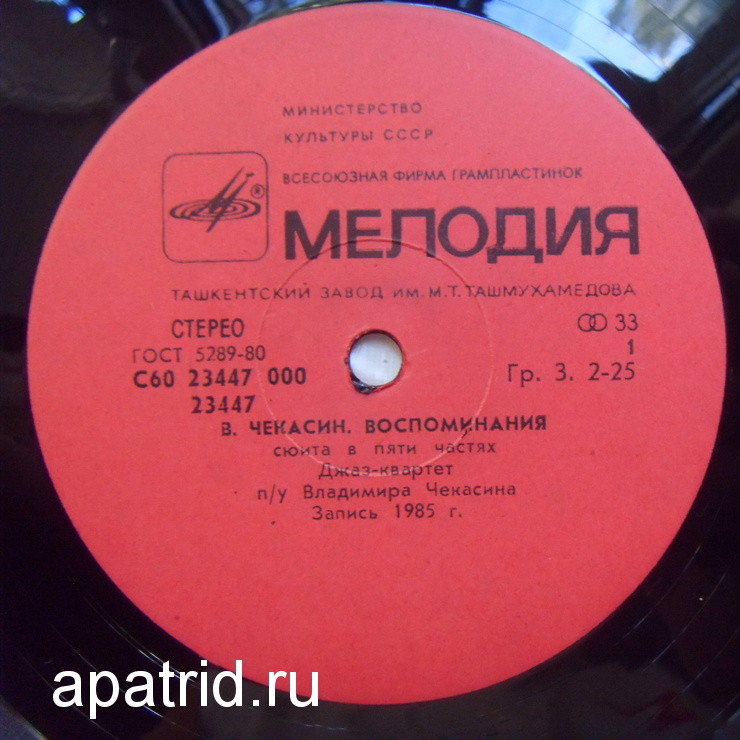 МИНИСТЕРСТВО
КУЛЬТУРЫ СССР
ВСЕСОЮЗНАЯ ФИРМА ГРАМПЛАСТИНОК
®
МЕЛОДИЯ
ТАШКЕНТСКИЙ ЗАВОД ИМ. М.Т. ТАШМУХАМЕДОВА
СТЕРЕО 33
ГОСТ 5289-80 1
С60 23447 000 Гр. 3. 2-25
23447
В. ЧЕКАСИН. ВОСПОМИНАНИЯ
сюита в пяти частях
Джаз-квартет
п/у Владимира Чекасина
Запись 1985 г.
apatrid.ru